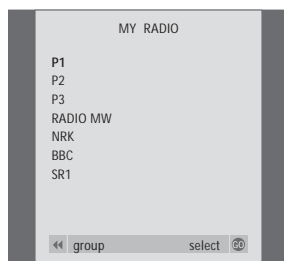 MY RADIO
P1
P2
P3
RADIO MW
NRK
BBC
SR1
group select GO